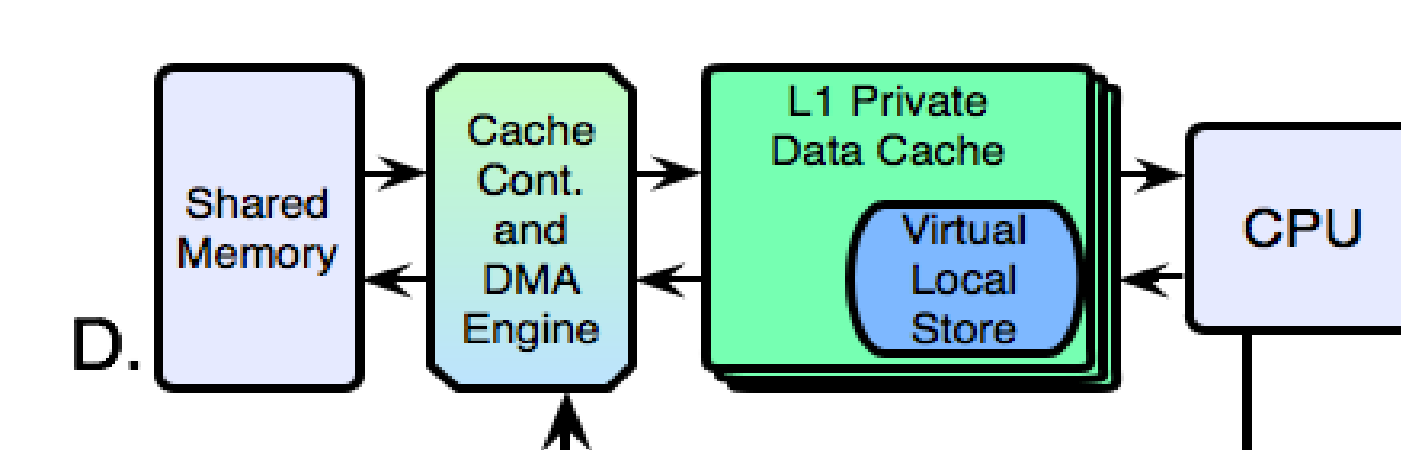 D.
Shared
Memory
Cache
Cont.
and
DMA
Engine
L1 Private
Data Cache
Virtual
Local
Store
CPU